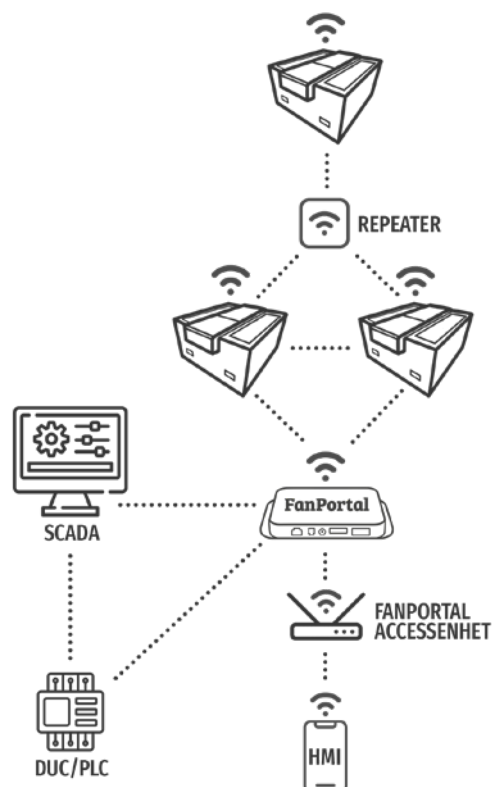 REPEATER
FanPortal
SCADA
FANPORTAL
ACCESSENHET
HMI
DUC/PLC